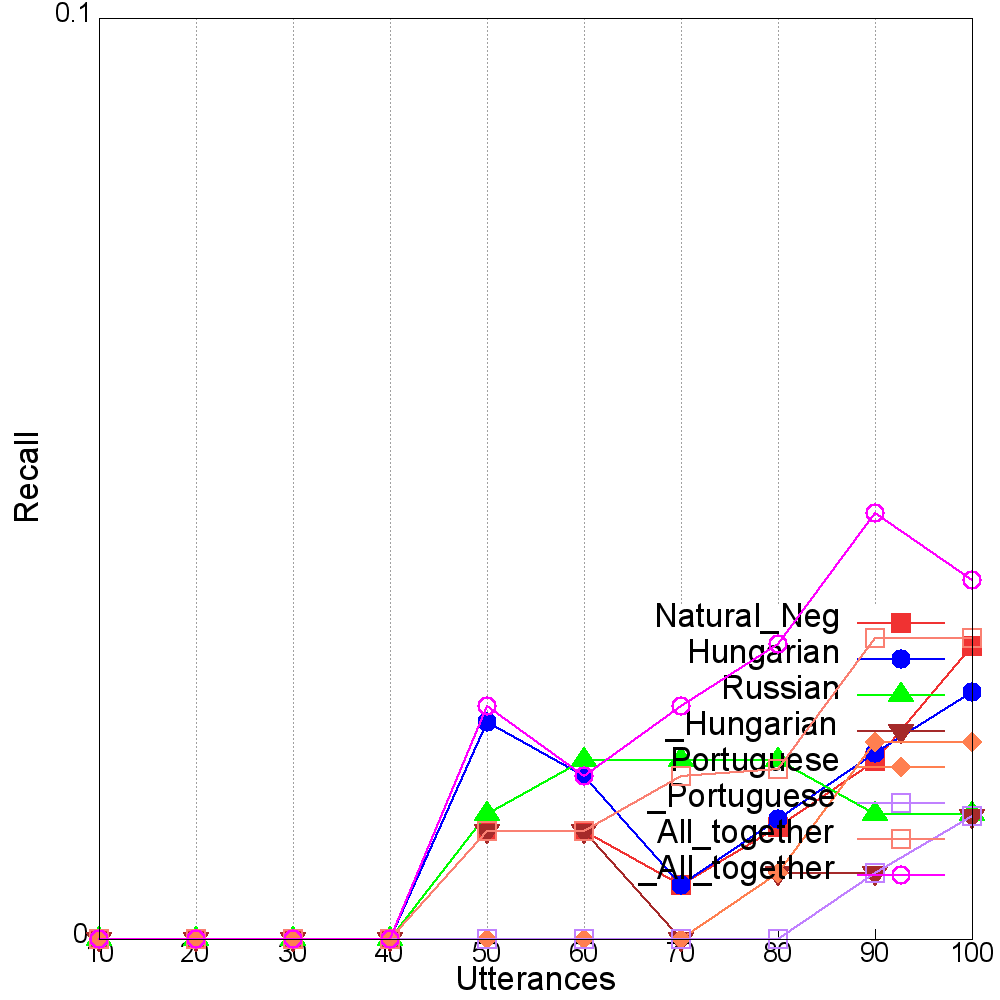 0.1
Recall
Natural_Neg
Hungarian
Russian
_Hungarian
Portuguese
_Portuguese
All_together
_All_together
0
10 20 30 40 50 60 70 80 90 100
Utterances